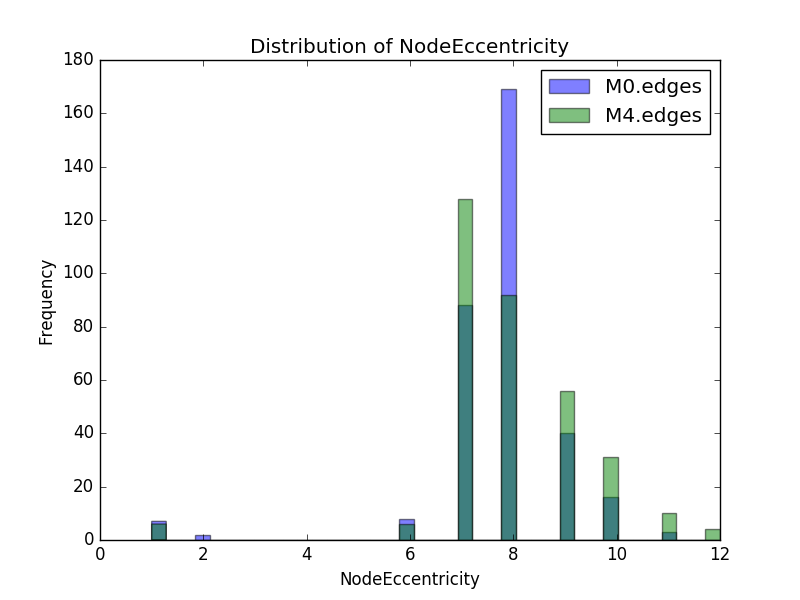 Distribution of NodeEccentricity
M0.edges
M4.edges
180
160
140
120
100
80
60
40
20
0
Frequency
0 2 4 6 8 10 12
NodeEccentricity